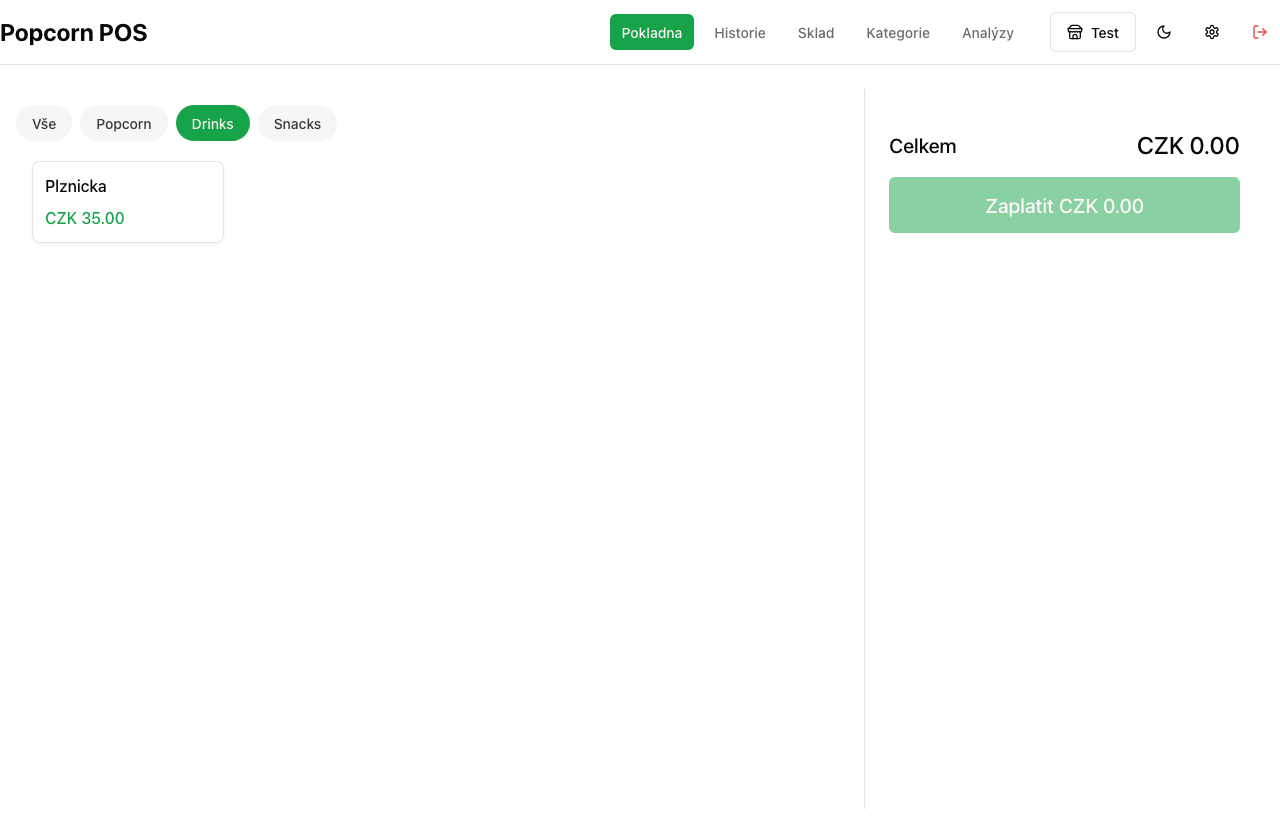 Popcorn POS
Pokladna
Historie
Sklad
Kategorie
Analýzy
Test
Vše
Popcorn
Drinks
Snacks
Plznicka
CZK 35.00
Celkem
CZK 0.00
Zaplatit CZK 0.00